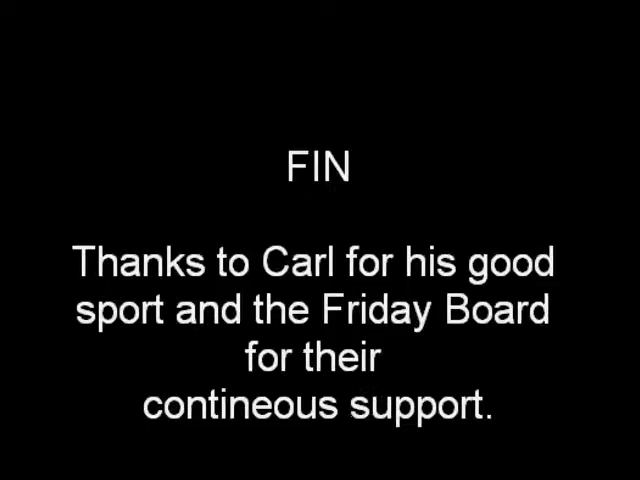 FIN
Thanks to Carl for his good
sport and the Friday Board
for their
contineous support.